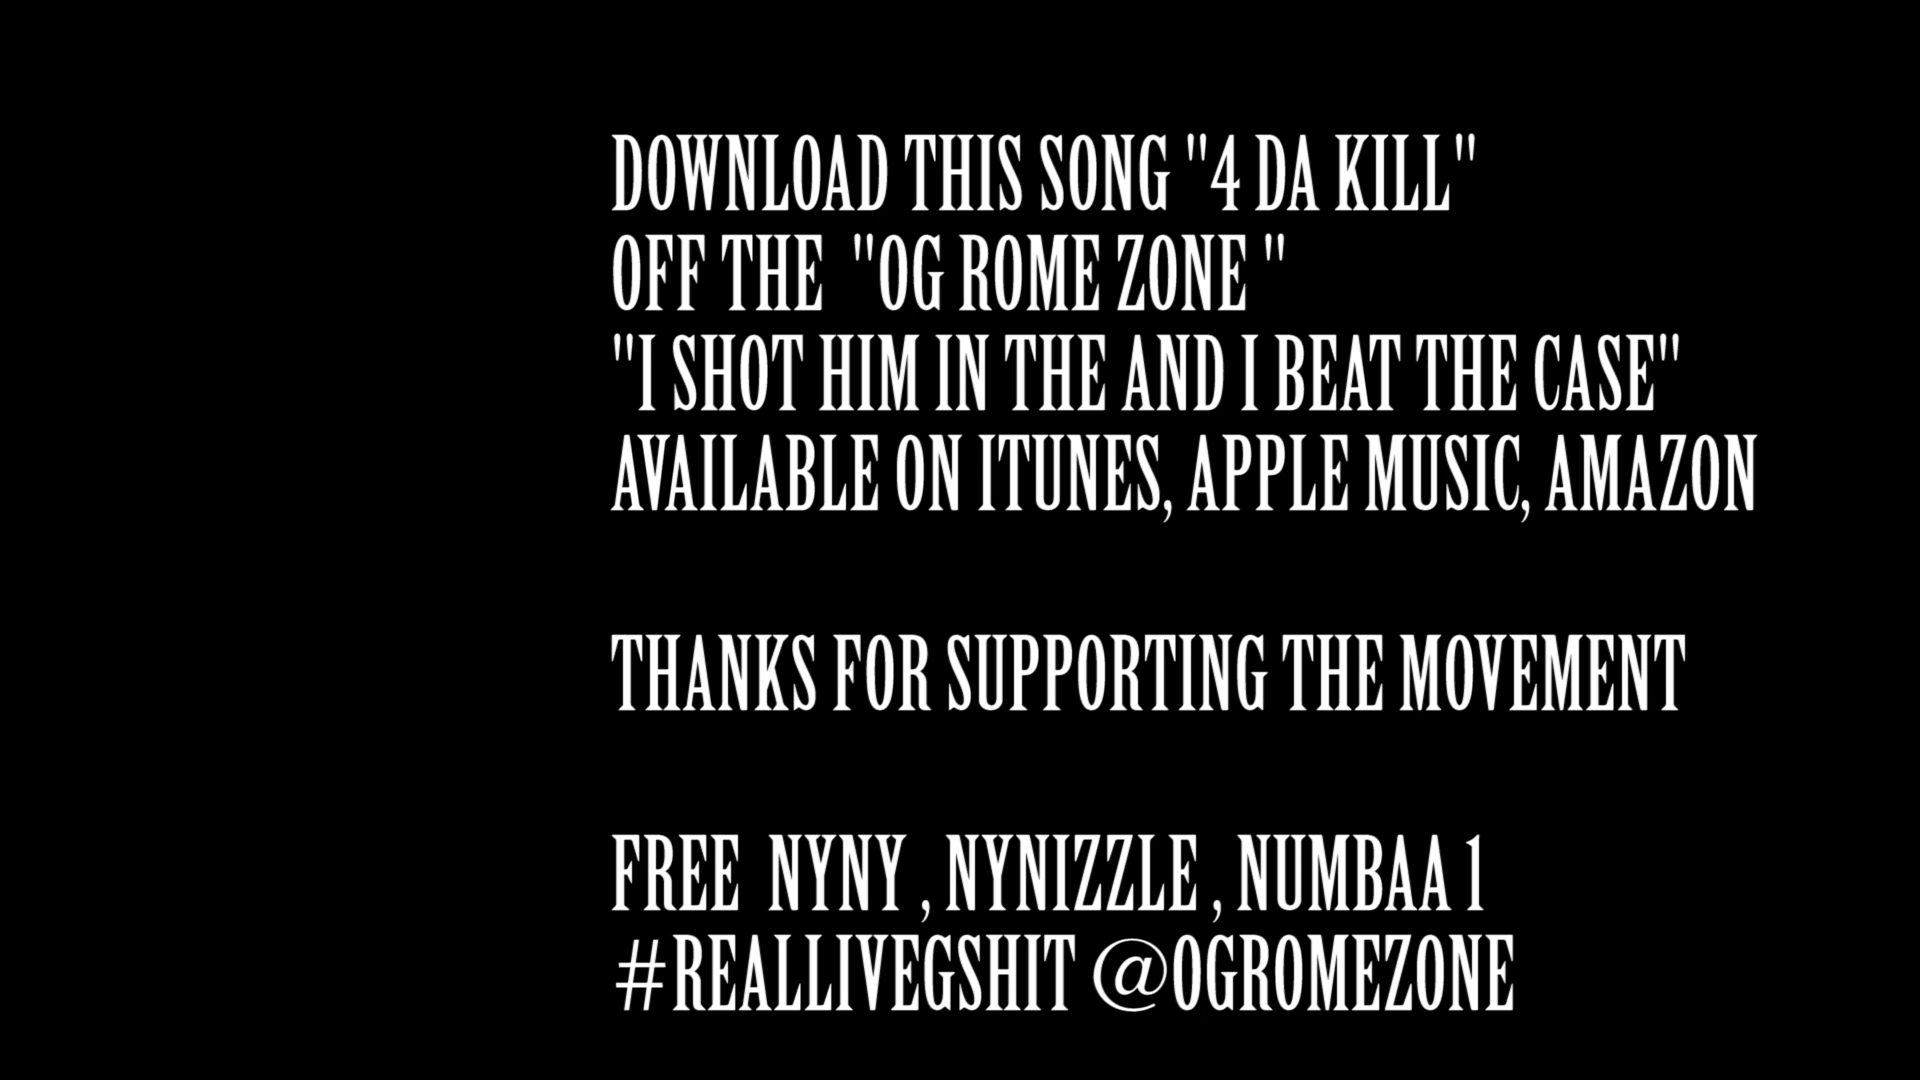 DOWNLOAD THIS SONG "4 DA KILL"
OFF THE "OG ROME ZONE "
"I SHOT HIM IN THE AND I BEAT THE CASE"
AVAILABLE ON ITUNES, APPLE MUSIC, AMAZON
THANKS FOR SUPPORTING THE MOVEMENT
FREE NYNY , NYNIZZLE , NUMBAA 1
#REALLIVEGSHIT @OGROMEZONE